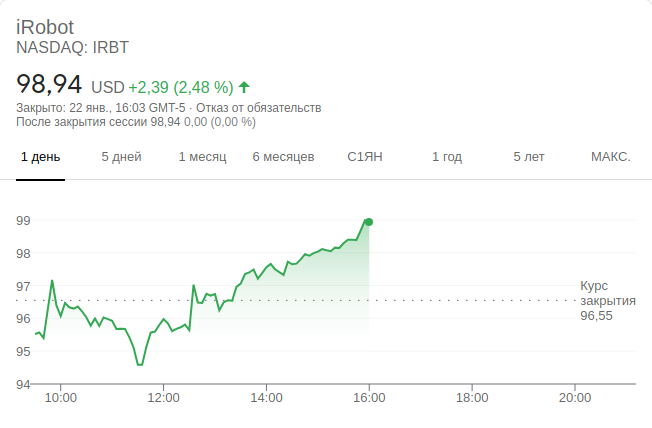 iRobot
NASDAQ: IRBT
98,94 USD +2,39 (2,48 %)
Закрыто: 22 янв., 16:03 GMT-5 · Отказ от обязательств
После закрытия сессии 98,94 0,00 (0,00 %)
1 день 5 дней 1 месяц 6 месяцев С1ЯН 1 год 5 лет МАКС.
99
98
97
96
95
94
Курс
закрытия
96,55
10:00 12:00 14:00 16:00 18:00 20:00